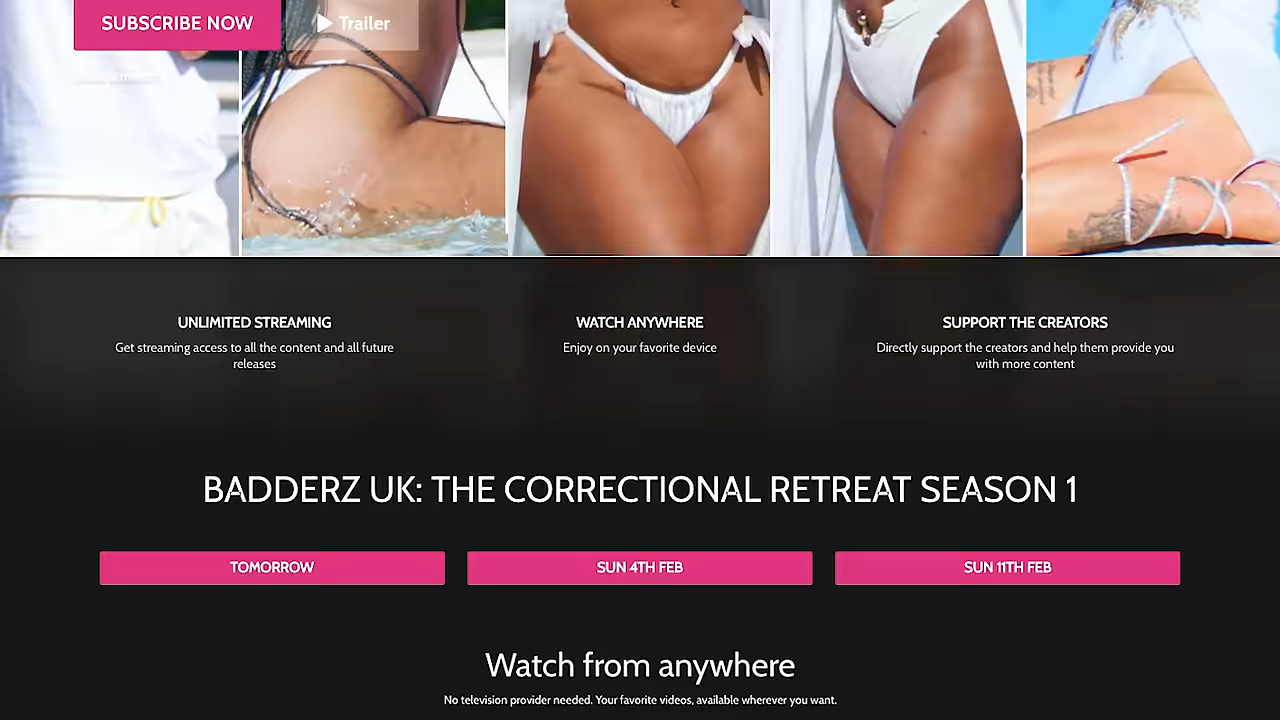 SUBSCRIBE NOW
Trailer
UNLIMITED STREAMING
Get streaming access to all the content and all future
releases
WATCH ANYWHERE
Enjoy on your favorite device
SUPPORT THE CREATORS
Directly support the creators and help them provide you
with more content
BADDERZ UK: THE CORRECTIONAL RETREAT SEASON 1
TOMORROW
SUN 4TH FEB
SUN 11TH FEB
Watch from anywhere
No television provider needed. Your favorite videos, available wherever you want.